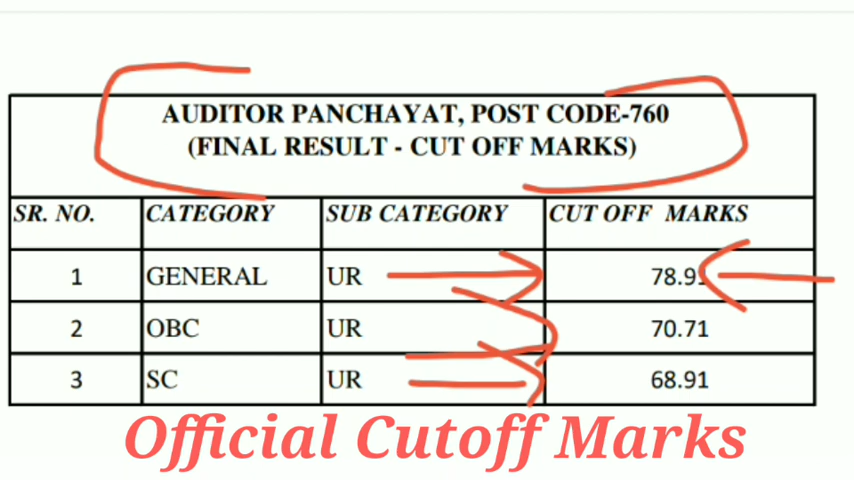 AUDITOR PANCHAYAT, POST CODE-760
(FINAL RESULT - CUT OFF MARKS)
SR. NO. CATEGORY SUB CATEGORY CUT OFF MARKS
1 GENERAL UR
2 OBC UR 70.71
3 SC UR 68.91
Official Cutoff Marks